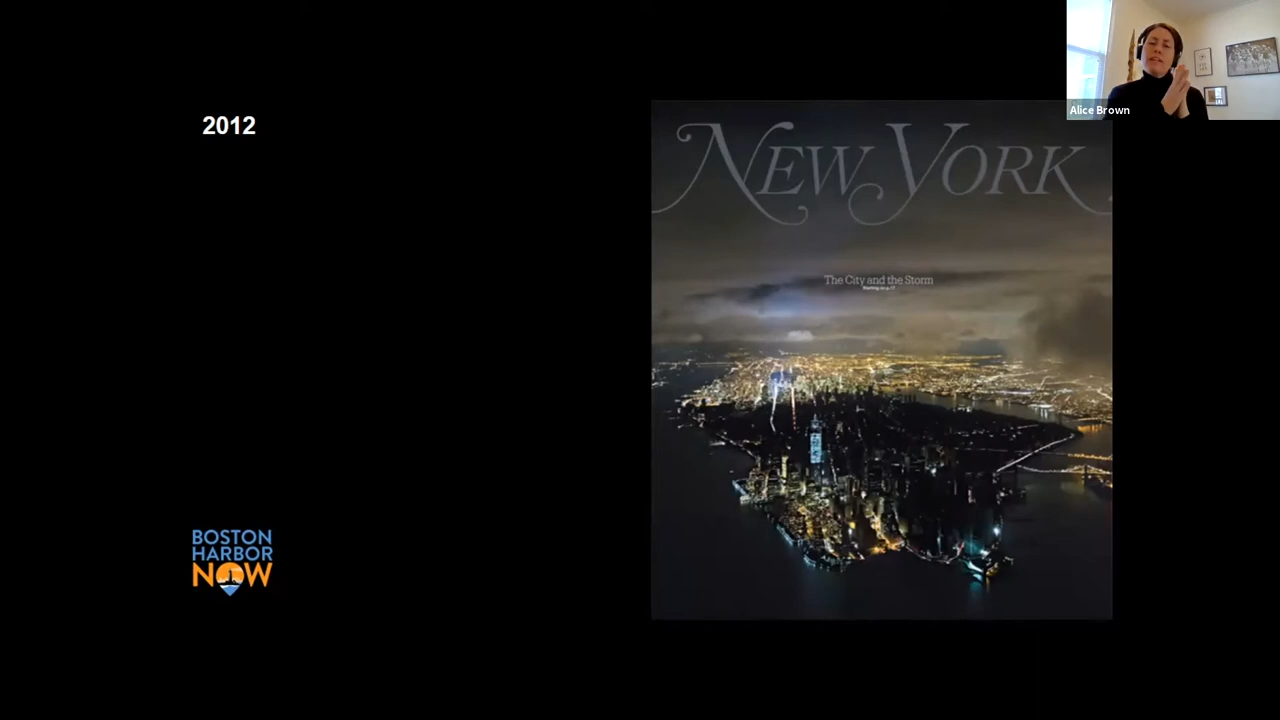 2012
Alice Brown
NEW YORK
The City and the Storm
BOSTON
HARBOR
NOW